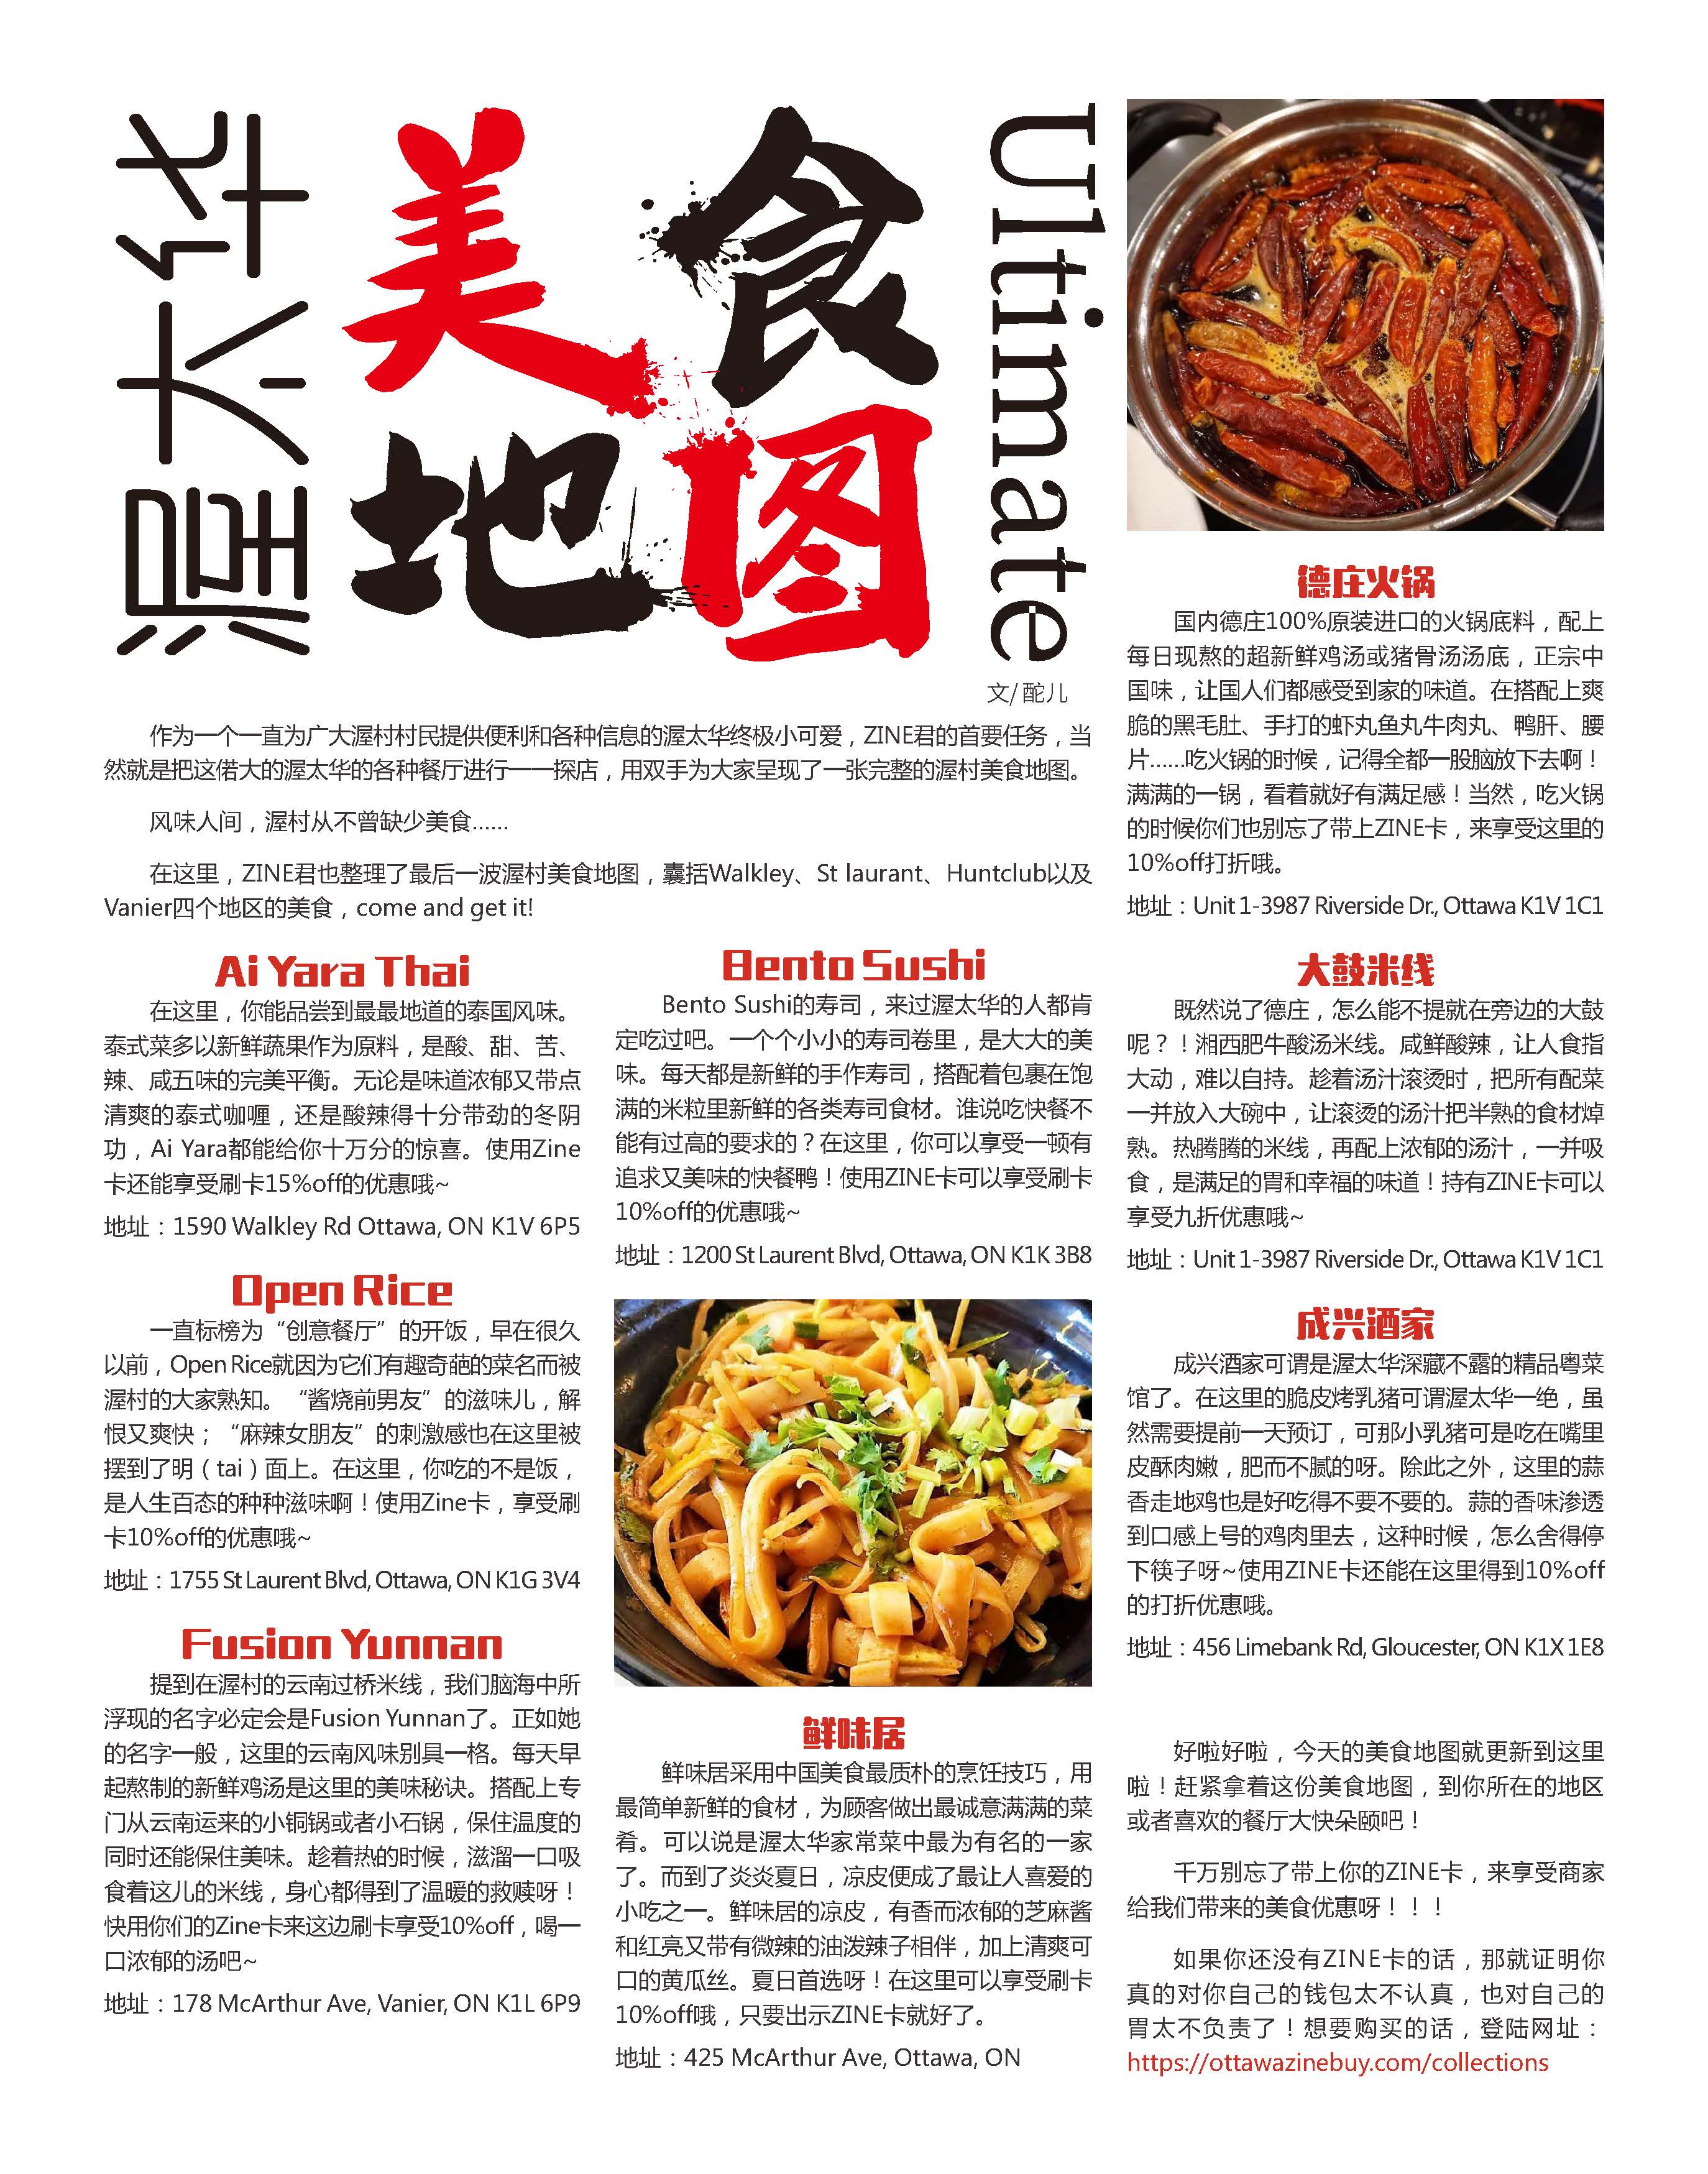 渥太华
美食
地图
Ultimate
文/ 酡儿
作为一个一直为广大渥村村民提供便利和各种信息的渥太华终极小可爱，ZINE君的首要任务，当
然就是把这偌大的渥太华的各种餐厅进行一一探店，用双手为大家呈现了一张完整的渥村美食地图。
风味人间，渥村从不曾缺少美食......
在这里，ZINE君也整理了最后一波渥村美食地图，囊括Walkley、St laurant、Huntclub以及
Vanier四个地区的美食，come and get it!
Ai Yara Thai
在这里，你能品尝到最最地道的泰国风味。
泰式菜多以新鲜蔬果作为原料，是酸、甜、苦、
辣、咸五味的完美平衡。无论是味道浓郁又带点
清爽的泰式咖喱，还是酸辣得十分带劲的冬阴
功，Ai Yara都能给你十万分的惊喜。使用Zine
卡还能享受刷卡15%off的优惠哦~
地址：1590 Walkley Rd Ottawa, ON K1V 6P5
Open Rice
一直标榜为“创意餐厅”的开饭，早在很久
以前，Open Rice就因为它们有趣奇葩的菜名而被
渥村的大家熟知。“酱烧前男友”的滋味儿，解
恨又爽快；“麻辣女朋友”的刺激感也在这里被
摆到了明（tai）面上。在这里，你吃的不是饭，
是人生百态的种种滋味啊！使用Zine卡，享受刷
卡10%off的优惠哦~
地址：1755 St Laurent Blvd, Ottawa, ON K1G 3V4
Fusion Yunnan
提到在渥村的云南过桥米线，我们脑海中所
浮现的名字必定会是Fusion Yunnan了。正如她
的名字一般，这里的云南风味别具一格。每天早
起熬制的新鲜鸡汤是这里的美味秘诀。搭配上专
门从云南运来的小铜锅或者小石锅，保住温度的
同时还能保住美味。趁着热的时候，滋溜一口吸
食着这儿的米线，身心都得到了温暖的救赎呀！
快用你们的Zine卡来这边刷卡享受10%off，喝一
口浓郁的汤吧~
地址：178 McArthur Ave, Vanier, ON K1L 6P9
Bento Sushi
Bento Sushi的寿司，来过渥太华的人都肯
定吃过吧。一个个小小的寿司卷里，是大大的美
味。每天都是新鲜的手作寿司，搭配着包裹在饱
满的米粒里新鲜的各类寿司食材。谁说吃快餐不
能有过高的要求的？在这里，你可以享受一顿有
追求又美味的快餐鸭！使用ZINE卡可以享受刷卡
10%off的优惠哦~
地址：1200 St Laurent Blvd, Ottawa, ON K1K 3B8
鲜味居
鲜味居采用中国美食最质朴的烹饪技巧，用
最简单新鲜的食材，为顾客做出最诚意满满的菜
肴。可以说是渥太华家常菜中最为有名的一家
了。而到了炎炎夏日，凉皮便成了最让人喜爱的
小吃之一。鲜味居的凉皮，有香而浓郁的芝麻酱
和红亮又带有微辣的油泼辣子相伴，加上清爽可
口的黄瓜丝。夏日首选呀！在这里可以享受刷卡
10%off哦，只要出示ZINE卡就好了。
地址：425 McArthur Ave, Ottawa, ON
德庄火锅
国内德庄100%原装进口的火锅底料，配上
每日现熬的超新鲜鸡汤或猪骨汤汤底，正宗中
国味，让国人们都感受到家的味道。在搭配上爽
脆的黑毛肚、手打的虾丸鱼丸牛肉丸、鸭肝、腰
片......吃火锅的时候，记得全都一股脑放下去啊！
满满的一锅，看着就好有满足感！当然，吃火锅
的时候你们也别忘了带上ZINE卡，来享受这里的
10%off打折哦。
地址：Unit 1-3987 Riverside Dr., Ottawa K1V 1C1
大鼓米线
既然说了德庄，怎么能不提就在旁边的大鼓
呢？！湘西肥牛酸汤米线。咸鲜酸辣，让人食指
大动，难以自持。趁着汤汁滚烫时，把所有配菜
一并放入大碗中，让滚烫的汤汁把半熟的食材焯
熟。热腾腾的米线，再配上浓郁的汤汁，一并吸
食，是满足的胃和幸福的味道！持有ZINE卡可以
享受九折优惠哦~
地址：Unit 1-3987 Riverside Dr., Ottawa K1V 1C1
成兴酒家
成兴酒家可谓是渥太华深藏不露的精品粤菜
馆了。在这里的脆皮烤乳猪可谓渥太华一绝，虽
然需要提前一天预订，可那小乳猪可是吃在嘴里
皮酥肉嫩，肥而不腻的呀。除此之外，这里的蒜
香走地鸡也是好吃得不要不要的。蒜的香味渗透
到口感上号的鸡肉里去，这种时候，怎么舍得停
下筷子呀~使用ZINE卡还能在这里得到10%off
的打折优惠哦。
地址：456 Limebank Rd, Gloucester, ON K1X 1E8
好啦好啦，今天的美食地图就更新到这里
啦！赶紧拿着这份美食地图，到你所在的地区
或者喜欢的餐厅大快朵颐吧！
千万别忘了带上你的ZINE卡，来享受商家
给我们带来的美食优惠呀！！！
如果你还没有ZINE卡的话，那就证明你
真的对你自己的钱包太不认真，也对自己的
胃太不负责了！想要购买的话，登陆网址：
https://ottawazinebuy.com/collections